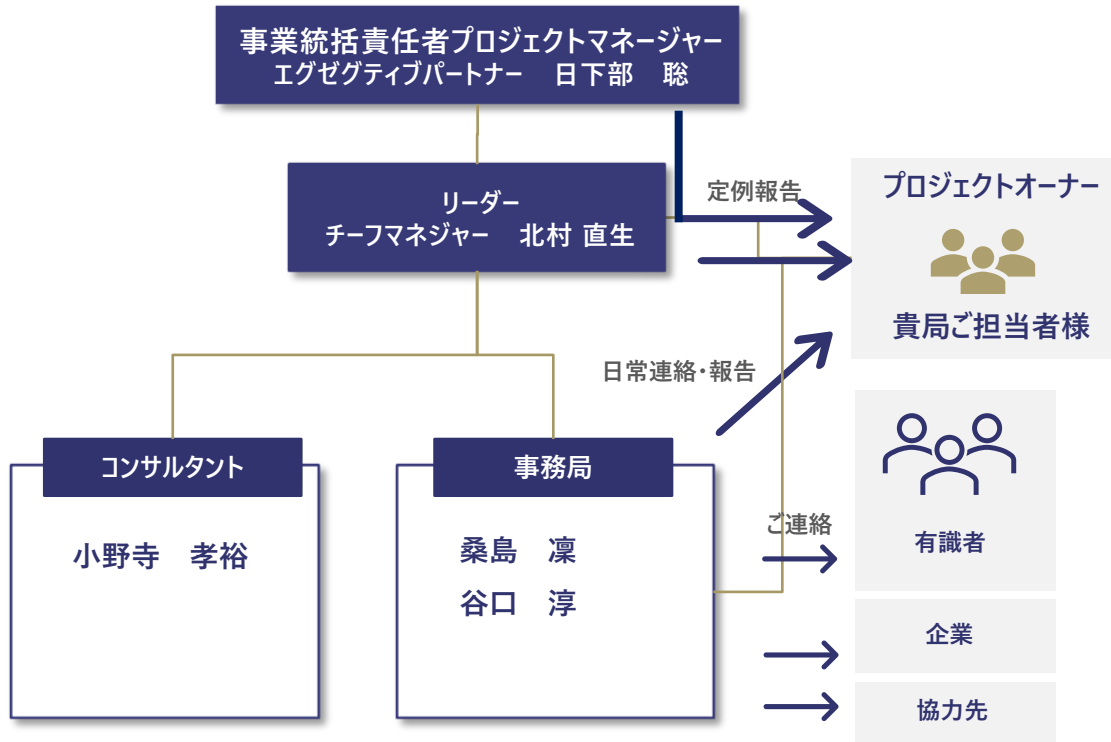 事業統括責任者プロジェクトマネージャー
エグゼグティブパートナー　日下部　聡
リーダー
チーフマネジャー　北村 直生
定例報告
プロジェクトオーナー
貴局ご担当者様
日常連絡・報告
コンサルタント
小野寺　孝裕
事務局
桑島　凜
谷口　淳
ご連絡
有識者
企業
協力先